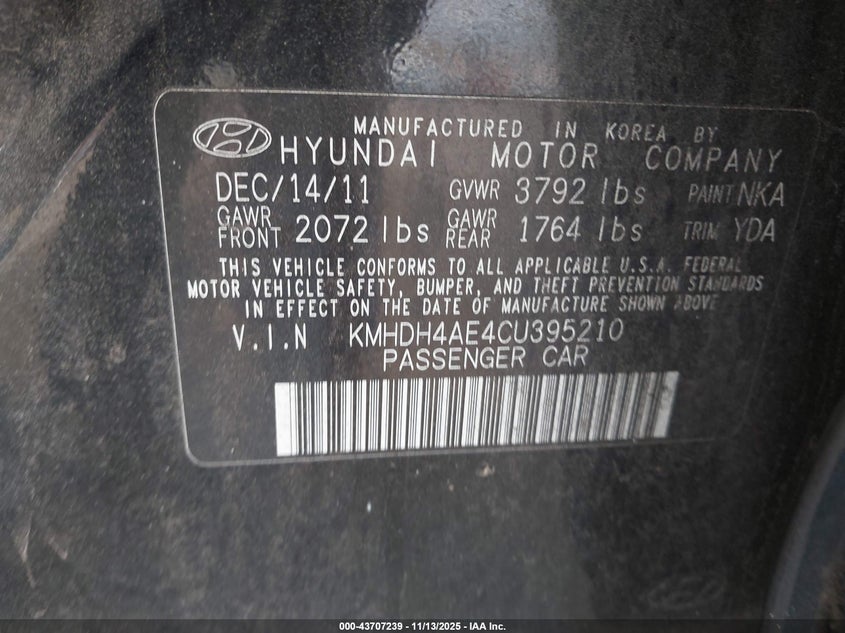 MANUFACTURED IN KOREA BY
HYUNDAI MOTOR COMPANY
DEC/14/11 GVWR 3792 lbs PAINT NKA
GAWR FRONT 2072 lbs GAWR REAR 1764 lbs TRIM YDA
THIS VEHICLE CONFORMS TO ALL APPLICABLE U.S.A. FEDERAL
MOTOR VEHICLE SAFETY, BUMPER, AND THEFT PREVENTION STANDARDS
IN EFFECT ON THE DATE OF MANUFACTURE SHOWN ABOVE
V.I.N KMHDH4AE4CU395210
PASSENGER CAR
000-43707239 - 11/13/2025 - IAA Inc.